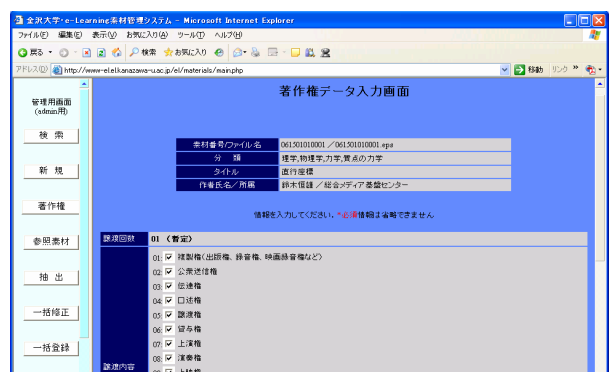 金沢大学・e-Learning素材管理システム - Microsoft Internet Explorer
ファイル(F) 編集(E) 表示(V) お気に入り(A) ツール(T) ヘルプ(H)
戻る 検索 お気に入り
アドレス(D) http://www-el.el.kanazawa-u.ac.jp/el/materials/main.php 移動 リンク »
管理用画面
(admin用)
検 索
新 規
著作権
参照素材
抽 出
一括修正
一括登録
著作権データ入力画面
素材番号/ファイル名 061501010001 ／061501010001.eps
分 類 理学,物理学,力学,質点の力学
タイトル 直行座標
作者氏名／所属 鈴木恒雄 ／総合メディア基盤センター
情報を入力してください, *必須情報は省略できません
譲渡回数 01 （暫定）
譲渡内容
01: 複製権(出版権、録音権、映画録音権など)
02: 公衆送信権
03: 伝達権
04: 口述権
05: 譲渡権
06: 貸与権
07: 上演権
08: 演奏権
09: 上映権